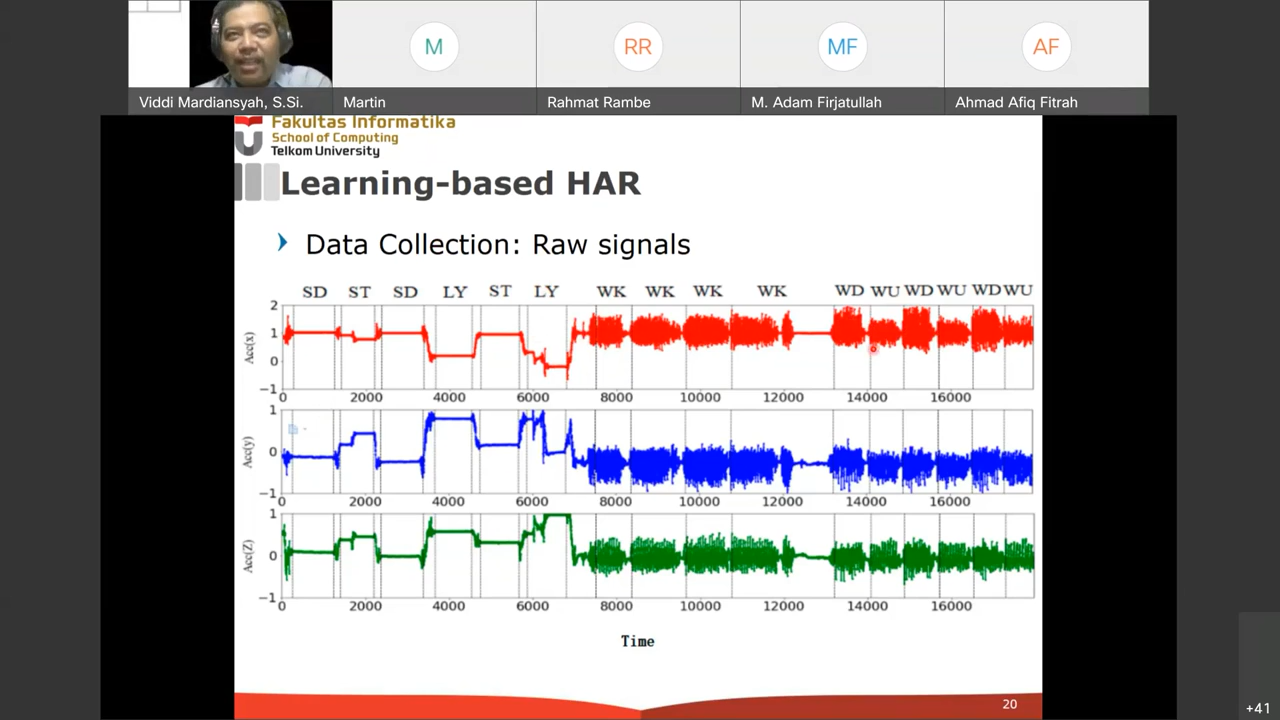 M
RR
MF
AF
Viddi Mardiansyah, S.Si.
Martin
Rahmat Rambe
M. Adam Firjatullah
Ahmad Afiq Fitrah
Fakultas Informatika
School of Computing
Telkom University
Learning-based HAR
Data Collection: Raw signals
SD ST SD LY ST LY WK WK WK WK WD WU WD WU WD WU
2
1
0
-1
Acc(x)
0 2000 4000 6000 8000 10000 12000 14000 16000
1
0
-1
Acc(y)
0 2000 4000 6000 8000 10000 12000 14000 16000
1
0
-1
Acc(Z)
0 2000 4000 6000 8000 10000 12000 14000 16000
Time
20
+41